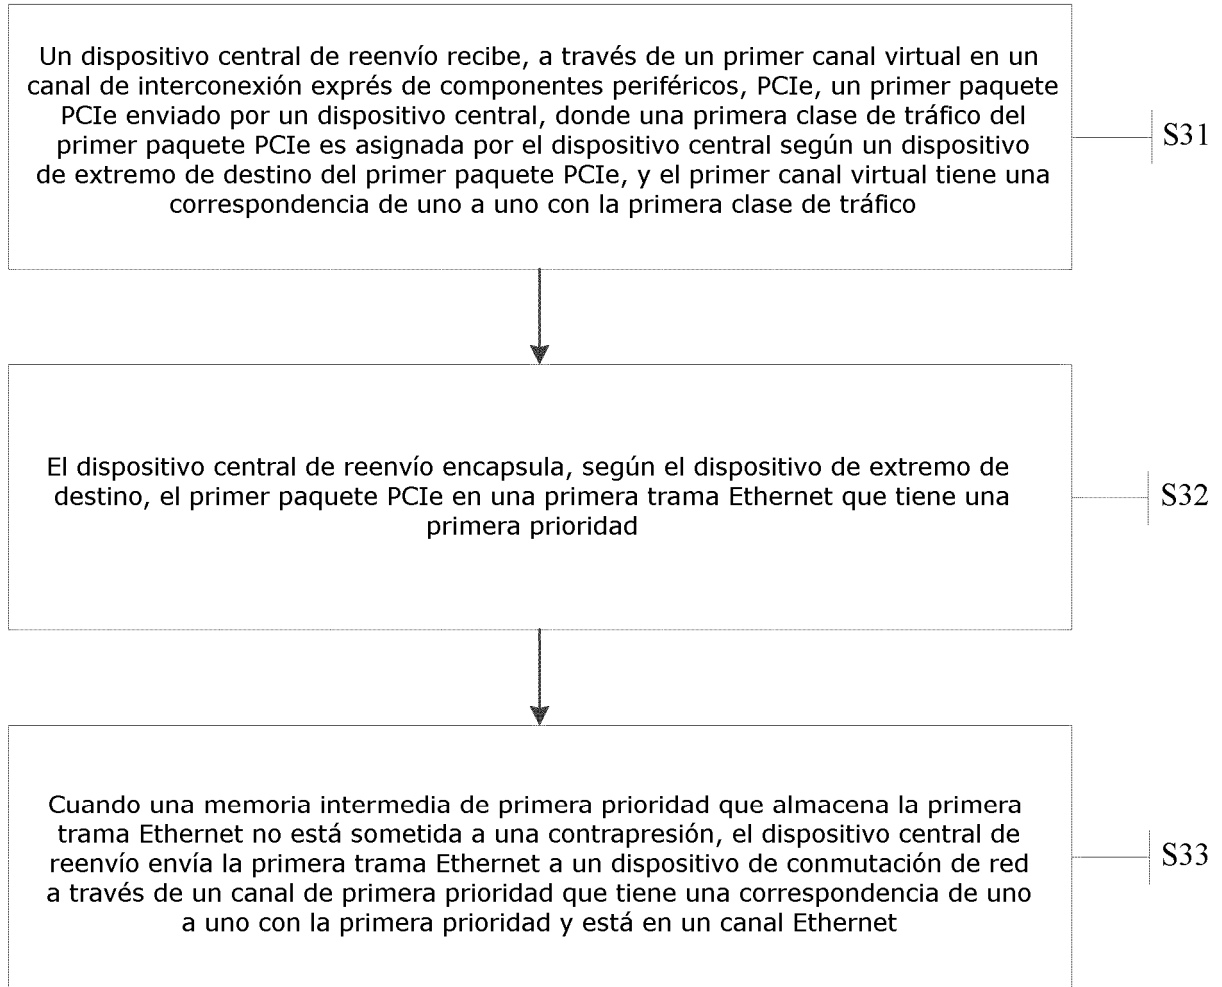 Un dispositivo central de reenvío recibe, a través de un primer canal virtual en un
canal de interconexión exprés de componentes periféricos, PCIe, un primer paquete
PCIe enviado por un dispositivo central, donde una primera clase de tráfico del
primer paquete PCIe es asignada por el dispositivo central según un dispositivo
de extremo de destino del primer paquete PCIe, y el primer canal virtual tiene una
correspondencia de uno a uno con la primera clase de tráfico
S31
El dispositivo central de reenvío encapsula, según el dispositivo de extremo de
destino, el primer paquete PCIe en una primera trama Ethernet que tiene una
primera prioridad
S32
Cuando una memoria intermedia de primera prioridad que almacena la primera
trama Ethernet no está sometida a una contrapresión, el dispositivo central de
reenvío envía la primera trama Ethernet a un dispositivo de conmutación de red
a través de un canal de primera prioridad que tiene una correspondencia de uno
a uno con la primera prioridad y está en un canal Ethernet
S33